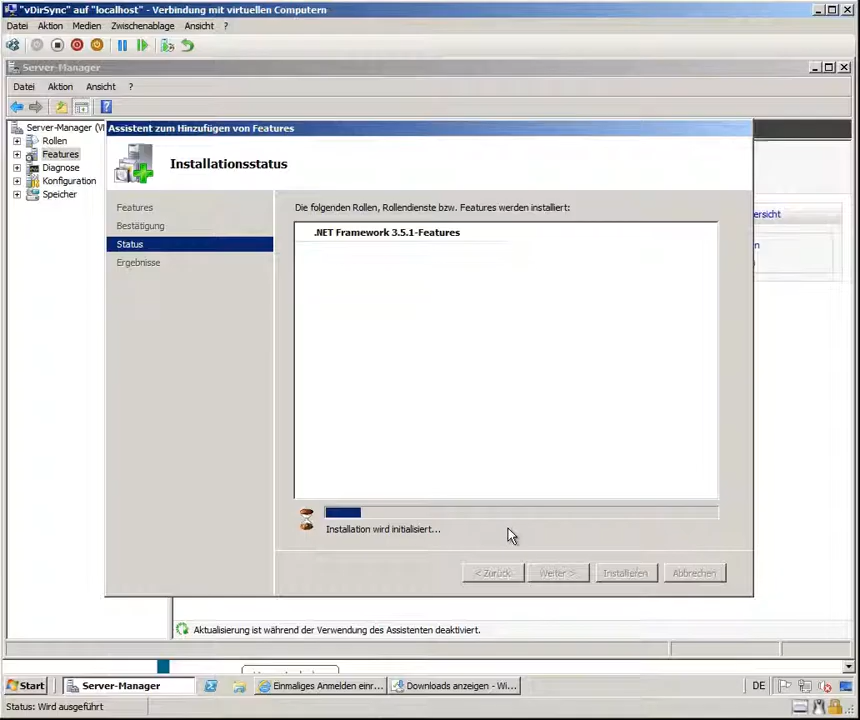 "vDirSync" auf "localhost" - Verbindung mit virtuellen Computern
Datei Aktion Medien Zwischenablage Ansicht ?
Server-Manager
Datei Aktion Ansicht ?
Server-Manager (V
Rollen
Features
Diagnose
Konfiguration
Speicher
Assistent zum Hinzufügen von Features
Installationsstatus
Features
Bestätigung
Status
Ergebnisse
Die folgenden Rollen, Rollendienste bzw. Features werden installiert:
.NET Framework 3.5.1-Features
Installation wird initialisiert...
< Zurück Weiter > Installieren Abbrechen
ersicht
Aktualisierung ist während der Verwendung des Assistenten deaktiviert.
Start Server-Manager Einmaliges Anmelden einr... Downloads anzeigen - Wi... DE
Status: Wird ausgeführt